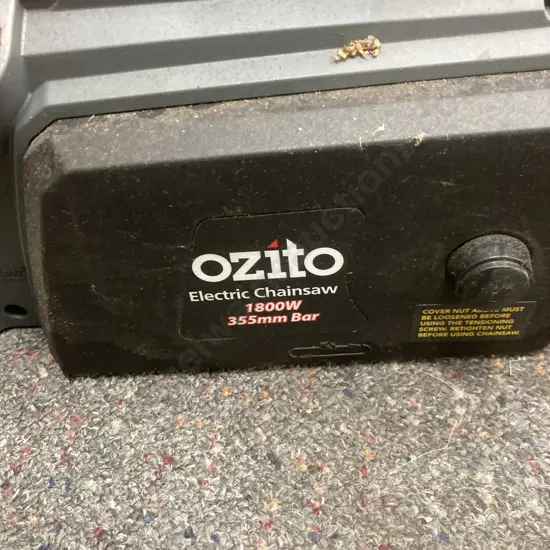 ozito
Electric Chainsaw
1800W
355mm Bar
COVER NUT ABOVE MUST
BE LOOSENED BEFORE
USING THE TENSIONING
SCREW. RETIGHTEN NUT
BEFORE USING CHAINSAW.